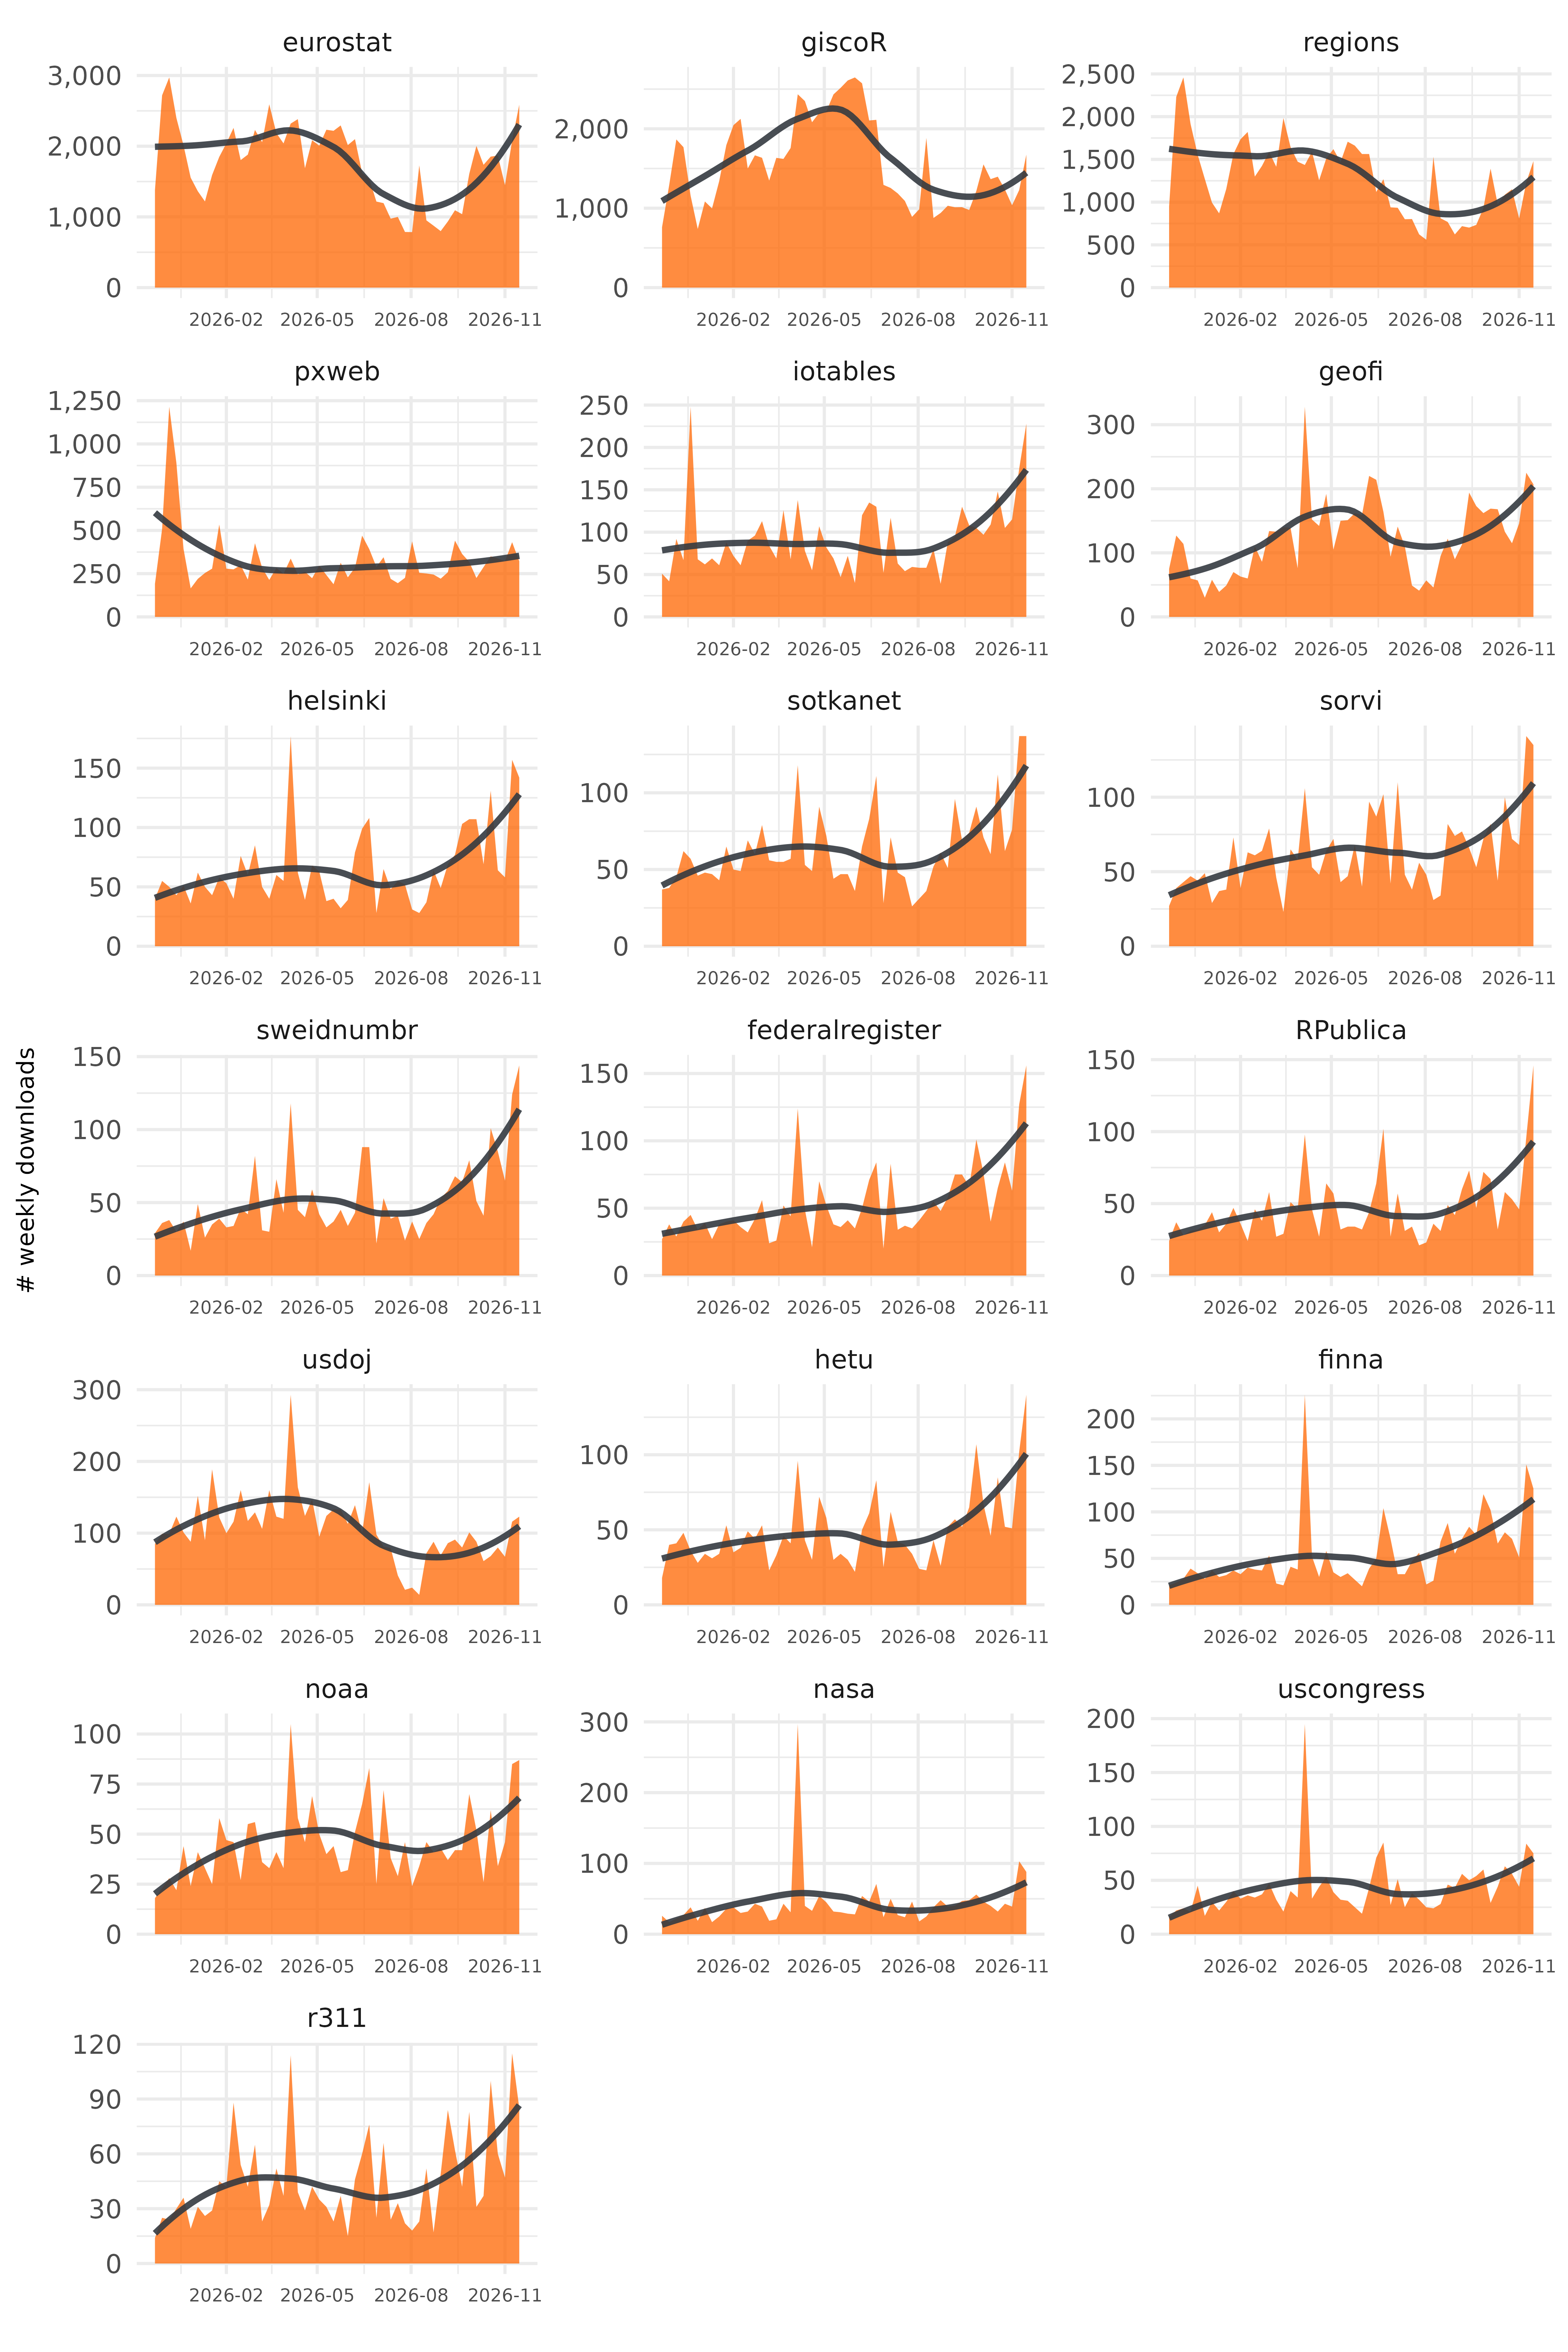 eurostat
giscoR
regions
3,000
2,000
1,000
0
2,000
1,000
0
2,500
2,000
1,500
1,000
500
0
2026-02 2026-05 2026-08 2026-11
2026-02 2026-05 2026-08 2026-11
2026-02 2026-05 2026-08 2026-11
pxweb
iotables
geofi
1,250
1,000
750
500
250
0
250
200
150
100
50
0
300
200
100
0
2026-02 2026-05 2026-08 2026-11
2026-02 2026-05 2026-08 2026-11
2026-02 2026-05 2026-08 2026-11
helsinki
sotkanet
sorvi
150
100
50
0
100
50
0
100
50
0
2026-02 2026-05 2026-08 2026-11
2026-02 2026-05 2026-08 2026-11
2026-02 2026-05 2026-08 2026-11
# weekly downloads
sweidnumbr
federalregister
RPublica
150
100
50
0
150
100
50
0
150
100
50
0
2026-02 2026-05 2026-08 2026-11
2026-02 2026-05 2026-08 2026-11
2026-02 2026-05 2026-08 2026-11
usdoj
hetu
finna
300
200
100
0
100
50
0
200
150
100
50
0
2026-02 2026-05 2026-08 2026-11
2026-02 2026-05 2026-08 2026-11
2026-02 2026-05 2026-08 2026-11
noaa
nasa
uscongress
100
75
50
25
0
300
200
100
0
200
150
100
50
0
2026-02 2026-05 2026-08 2026-11
2026-02 2026-05 2026-08 2026-11
2026-02 2026-05 2026-08 2026-11
r311
120
90
60
30
0
2026-02 2026-05 2026-08 2026-11